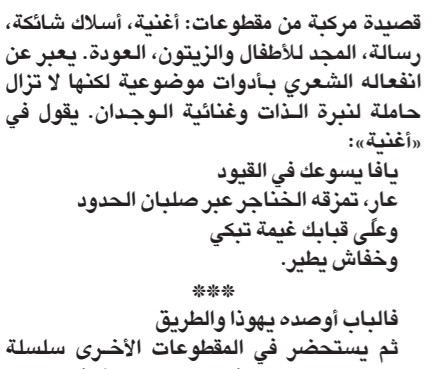 قصيدة مركبة من مقطوعات: أغنية، أسلاك شائكة،
رسالة، المجد للأطفال والزيتون، العودة. يعبر عن
انفعاله الشعري بأدوات موضوعية لكنها لا تزال
حاملة لنبرة الذات وغنائية الوجدان. يقول في
«أغنية»:
يافا يسوعك في القيود
عار، تمزقه الخناجر عبر صلبان الحدود
وعلَى قبابك غيمة تبكي
وخفاش يطير.
***
فالباب أوصده يهوذا والطريق
ثم يستحضر في المقطوعات الأخرى سلسلة